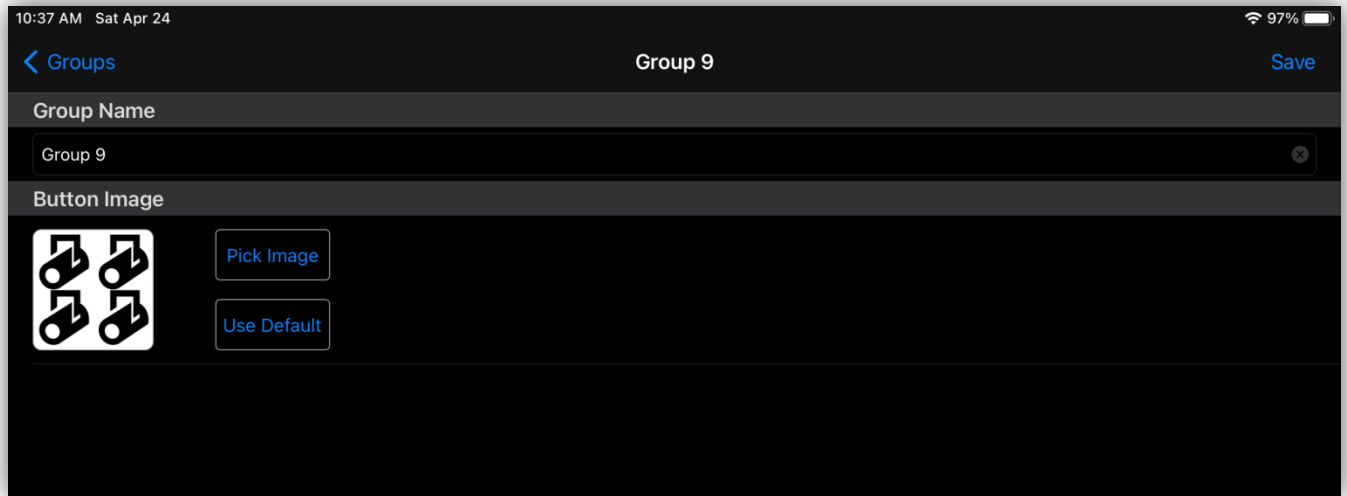 10:37 AM Sat Apr 24 97%
Groups Group 9 Save
Group Name
Group 9
Button Image
Pick Image
Use Default